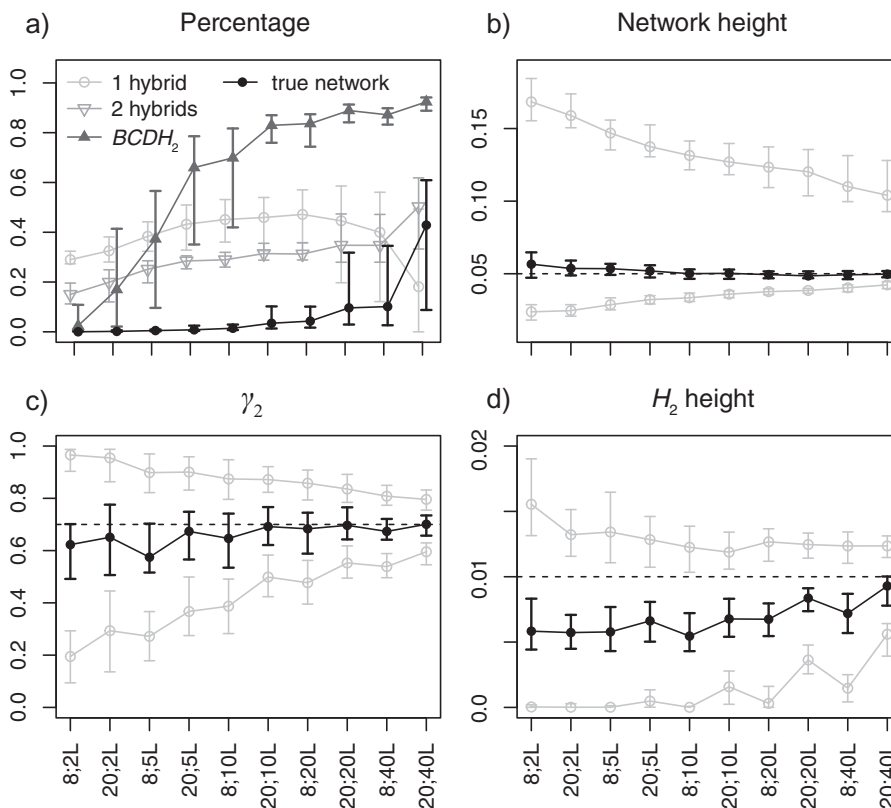 a) Percentage
1 hybrid
2 hybrids
BCDH₂
true network
1.0
0.8
0.6
0.4
0.2
0.0
b) Network height
0.15
0.10
0.05
c) γ₂
1.0
0.8
0.6
0.4
0.2
0.0
8;2L
20;2L
8;5L
20;5L
8;10L
20;10L
8;20L
20;20L
8;40L
20;40L
d) H₂ height
0.02
0.01
0.0
8;2L
20;2L
8;5L
20;5L
8;10L
20;10L
8;20L
20;20L
8;40L
20;40L